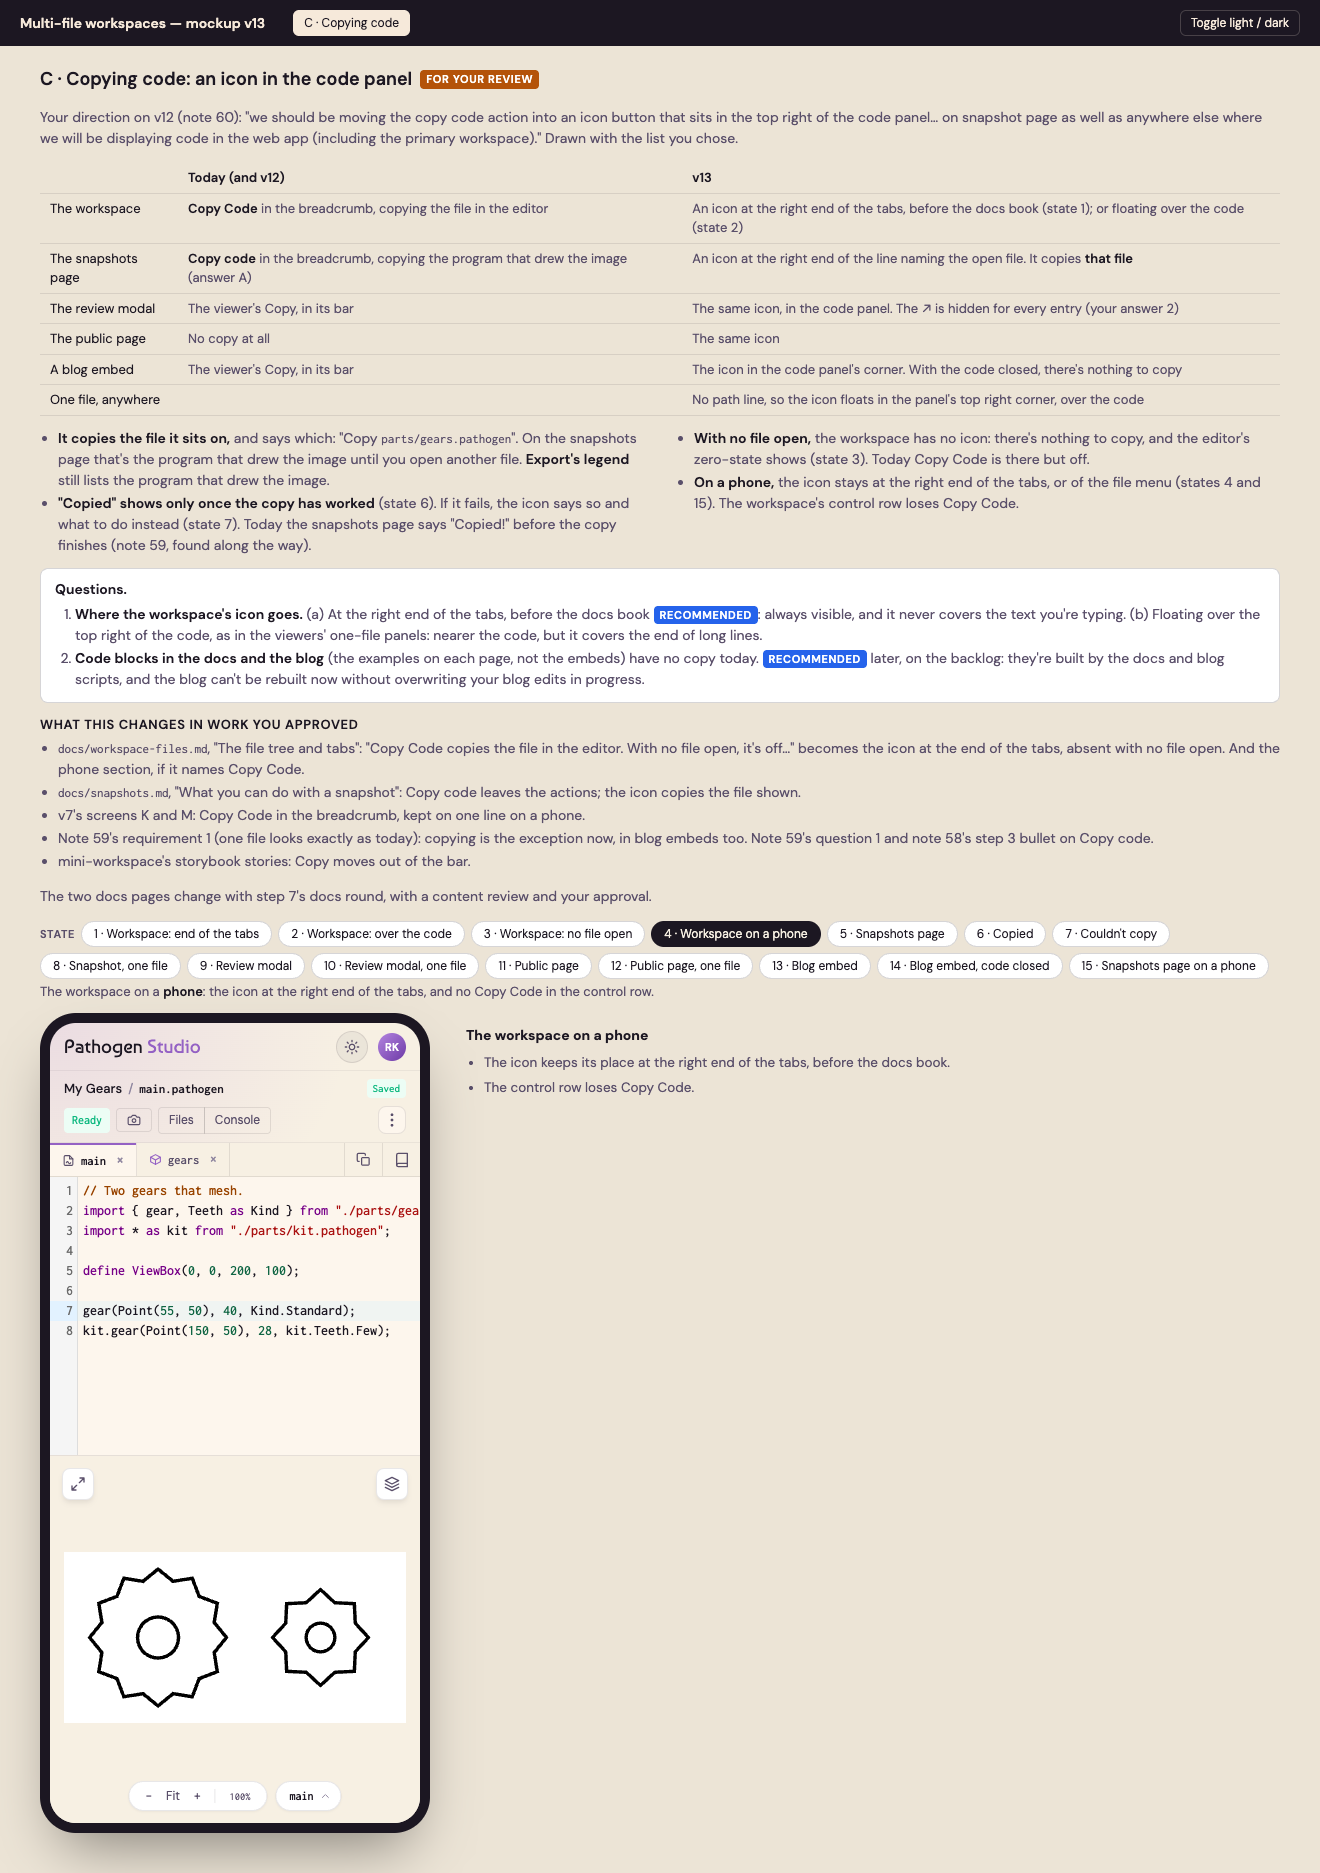 Multi-file workspaces — mockup v13
C · Copying code
Toggle light / dark
C · Copying code: an icon in the code panel
FOR YOUR REVIEW
Your direction on v12 (note 60): "we should be moving the copy code action into an icon button that sits in the top right of the code panel... on snapshot page as well as anywhere else where
we will be displaying code in the web app (including the primary workspace)." Drawn with the list you chose.
Today (and v12)
v13
The workspace
Copy Code in the breadcrumb, copying the file in the editor
An icon at the right end of the tabs, before the docs book (state 1); or floating over the code
(state 2)
The snapshots
page
Copy code in the breadcrumb, copying the program that drew the image
(answer A)
An icon at the right end of the line naming the open file. It copies that file
The review modal
The viewer's Copy, in its bar
The same icon, in the code panel. The ↗ is hidden for every entry (your answer 2)
The public page
No copy at all
The same icon
A blog embed
The viewer's Copy, in its bar
The icon in the code panel's corner. With the code closed, there's nothing to copy
One file, anywhere
No path line, so the icon floats in the panel's top right corner, over the code
• It copies the file it sits on, and says which: "Copy parts/gears.pathogen". On the snapshots
page that's the program that drew the image until you open another file. Export's legend
still lists the program that drew the image.
• "Copied" shows only once the copy has worked (state 6). If it fails, the icon says so and
what to do instead (state 7). Today the snapshots page says "Copied!" before the copy
finishes (note 59, found along the way).
• With no file open, the workspace has no icon: there's nothing to copy, and the editor's
zero-state shows (state 3). Today Copy Code is there but off.
• On a phone, the icon stays at the right end of the tabs, or of the file menu (states 4 and
15). The workspace's control row loses Copy Code.
Questions.
1. Where the workspace's icon goes. (a) At the right end of the tabs, before the docs book RECOMMENDED: always visible, and it never covers the text you're typing. (b) Floating over the
top right of the code, as in the viewers' one-file panels: nearer the code, but it covers the end of long lines.
2. Code blocks in the docs and the blog (the examples on each page, not the embeds) have no copy today. RECOMMENDED later, on the backlog: they're built by the docs and blog
scripts, and the blog can't be rebuilt now without overwriting your blog edits in progress.
WHAT THIS CHANGES IN WORK YOU APPROVED
• docs/workspace-files.md, "The file tree and tabs": "Copy Code copies the file in the editor. With no file open, it's off..." becomes the icon at the end of the tabs, absent with no file open. And the
phone section, if it names Copy Code.
• docs/snapshots.md, "What you can do with a snapshot": Copy code leaves the actions; the icon copies the file shown.
• v7's screens K and M: Copy Code in the breadcrumb, kept on one line on a phone.
• Note 59's requirement 1 (one file looks exactly as today): copying is the exception now, in blog embeds too. Note 59's question 1 and note 58's step 3 bullet on Copy code.
• mini-workspace's storybook stories: Copy moves out of the bar.
The two docs pages change with step 7's docs round, with a content review and your approval.
STATE
1 · Workspace: end of the tabs
2 · Workspace: over the code
3 · Workspace: no file open
4 · Workspace on a phone
5 · Snapshots page
6 · Copied
7 · Couldn't copy
8 · Snapshot, one file
9 · Review modal
10 · Review modal, one file
11 · Public page
12 · Public page, one file
13 · Blog embed
14 · Blog embed, code closed
15 · Snapshots page on a phone
The workspace on a phone: the icon at the right end of the tabs, and no Copy Code in the control row.
Pathogen Studio
RK
My Gears / main.pathogen
Saved
Ready
Files
Console
main ×
gears ×
1 // Two gears that mesh.
2 import { gear, Teeth as Kind } from "./parts/gea
3 import * as kit from "./parts/kit.pathogen";
4
5 define ViewBox(0, 0, 200, 100);
6
7 gear(Point(55, 50), 40, Kind.Standard);
8 kit.gear(Point(150, 50), 28, kit.Teeth.Few);
− Fit + 100%
main
The workspace on a phone
• The icon keeps its place at the right end of the tabs, before the docs book.
• The control row loses Copy Code.